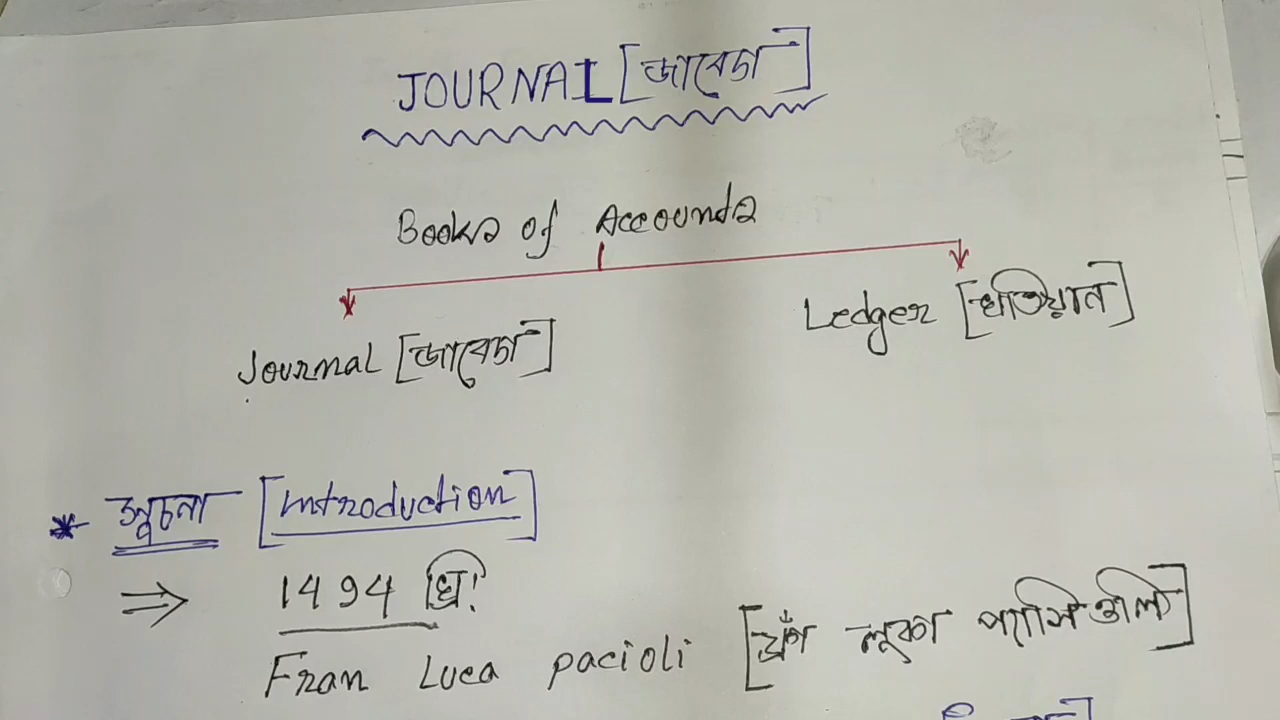 JOURNAL [জাবেদা]
Books of Accounts
Journal [জাবেদা]
Ledger [খতিয়ান]
* সূচনা [Introduction]
⇒ 1494 খ্রি!
Fran Luca pacioli [ফ্রাঁ লুকা প্যাসিওলি]